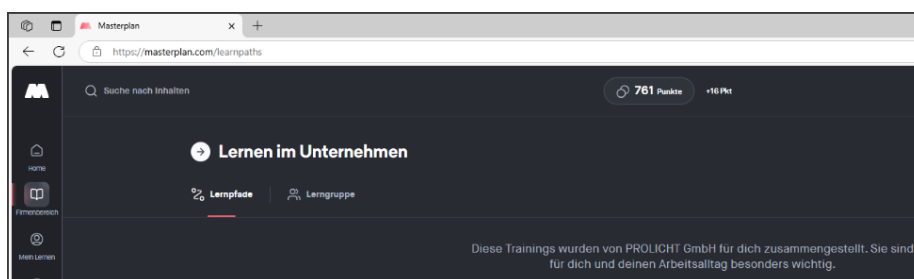 Masterplan
https://masterplan.com/learnpaths
Suche nach Inhalten
761 Punkte
+16 Pkt
Lernen im Unternehmen
Home
Lernpfade
Lerngruppe
Firmenbereich
Mein Lernen
Diese Trainings wurden von PROLICHT GmbH für dich zusammengestellt. Sie sind
für dich und deinen Arbeitsalltag besonders wichtig.